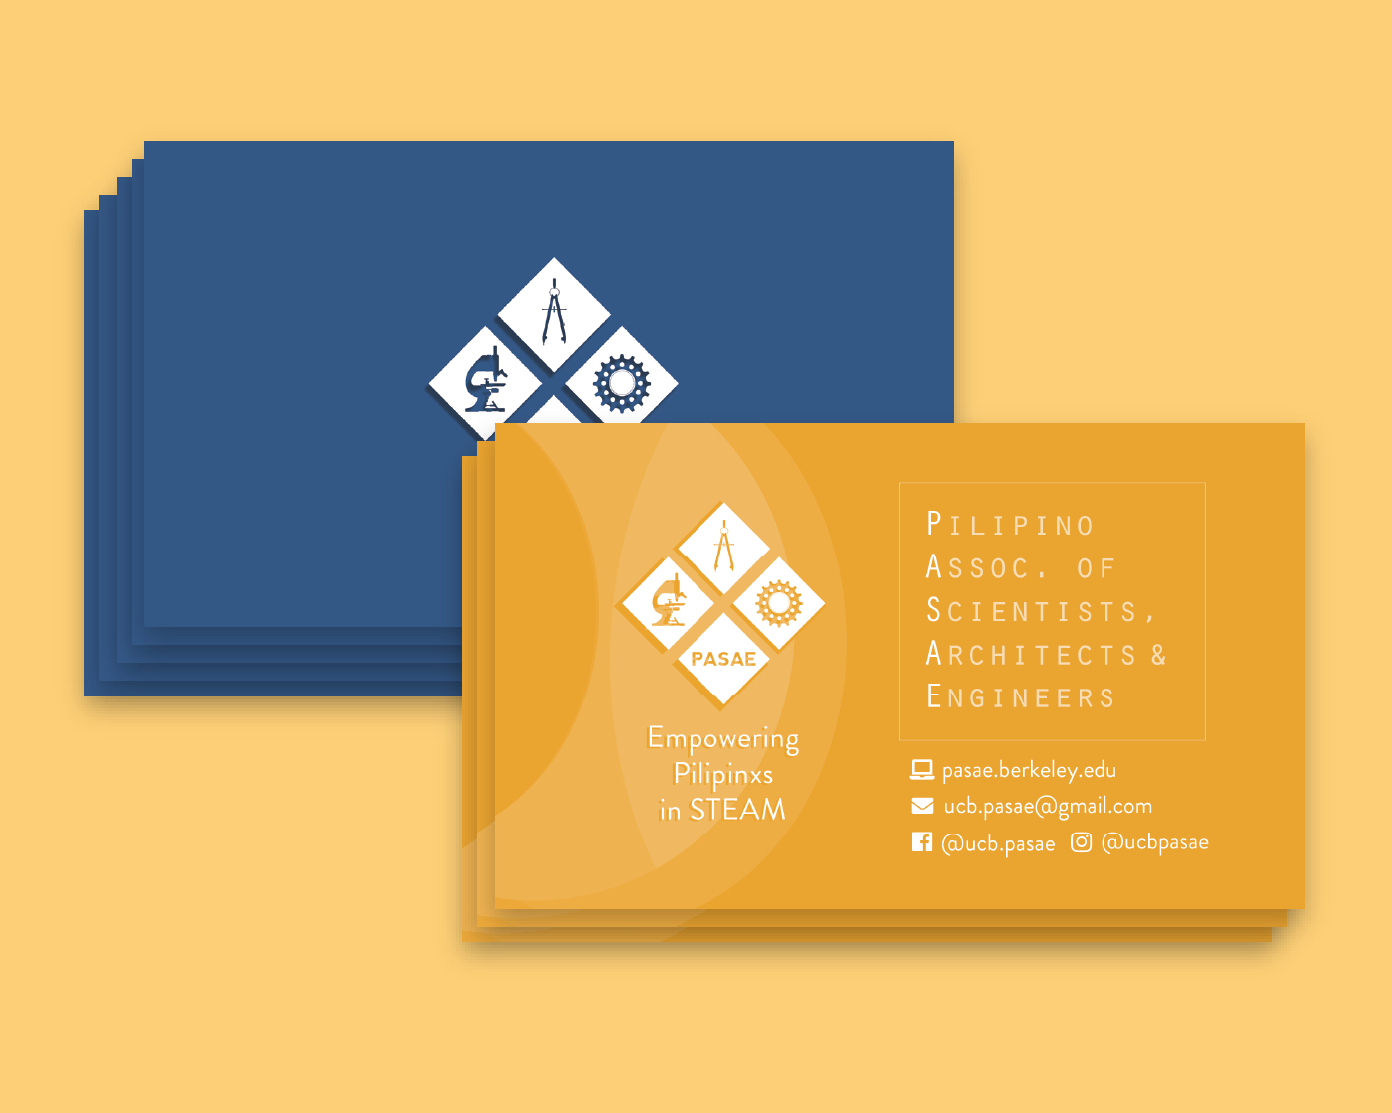 PASAE
Empowering
Pilipinxs
in STEAM
PILIPINO
ASSOC. OF
SCIENTISTS,
ARCHITECTS &
ENGINEERS
pasae.berkeley.edu
ucb.pasae@gmail.com
@ucb.pasae @ucbpasae